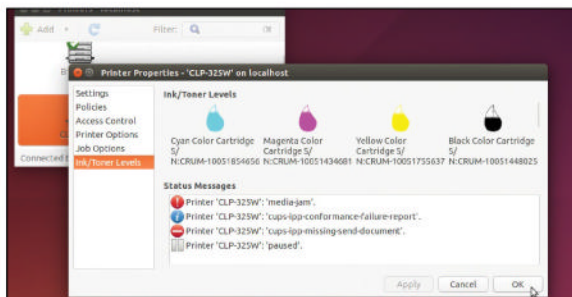 Add
Filter:
Printer Properties - 'CLP-325W' on localhost
Settings
Policies
Access Control
Printer Options
Job Options
Ink/Toner Levels
Connected
Ink/Toner Levels
Cyan Color Cartridge
S/
N:CRUM-10051854656
Magenta Color
Cartridge S/
N:CRUM-10051434681
Yellow Color
Cartridge S/
N:CRUM-10051755637
Black Color Cartridge
S/
N:CRUM-10051448025
Status Messages
Printer 'CLP-325W': 'media-jam'.
Printer 'CLP-325W': 'cups-ipp-conformance-failure-report'.
Printer 'CLP-325W': 'cups-ipp-missing-send-document'.
Printer 'CLP-325W': 'paused'.
Apply
Cancel
OK